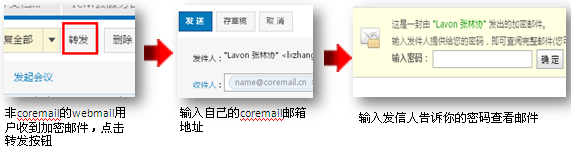 复全部
转发
删除
发起会议
非coremail的webmail用
户收到加密邮件，点击
转发按钮
发送
存草稿
取消
发件人："Lavon 张林协" <lxzhang
收件人：
name@coremail.cn
输入自己的coremail邮箱
地址
这是一封由 "Lavon 张林协" 发出的加密邮件。
输入发件人提供给您的密码，即可查阅完整邮件(您可
输入密码：
确 定
输入发信人告诉你的密码查看邮件